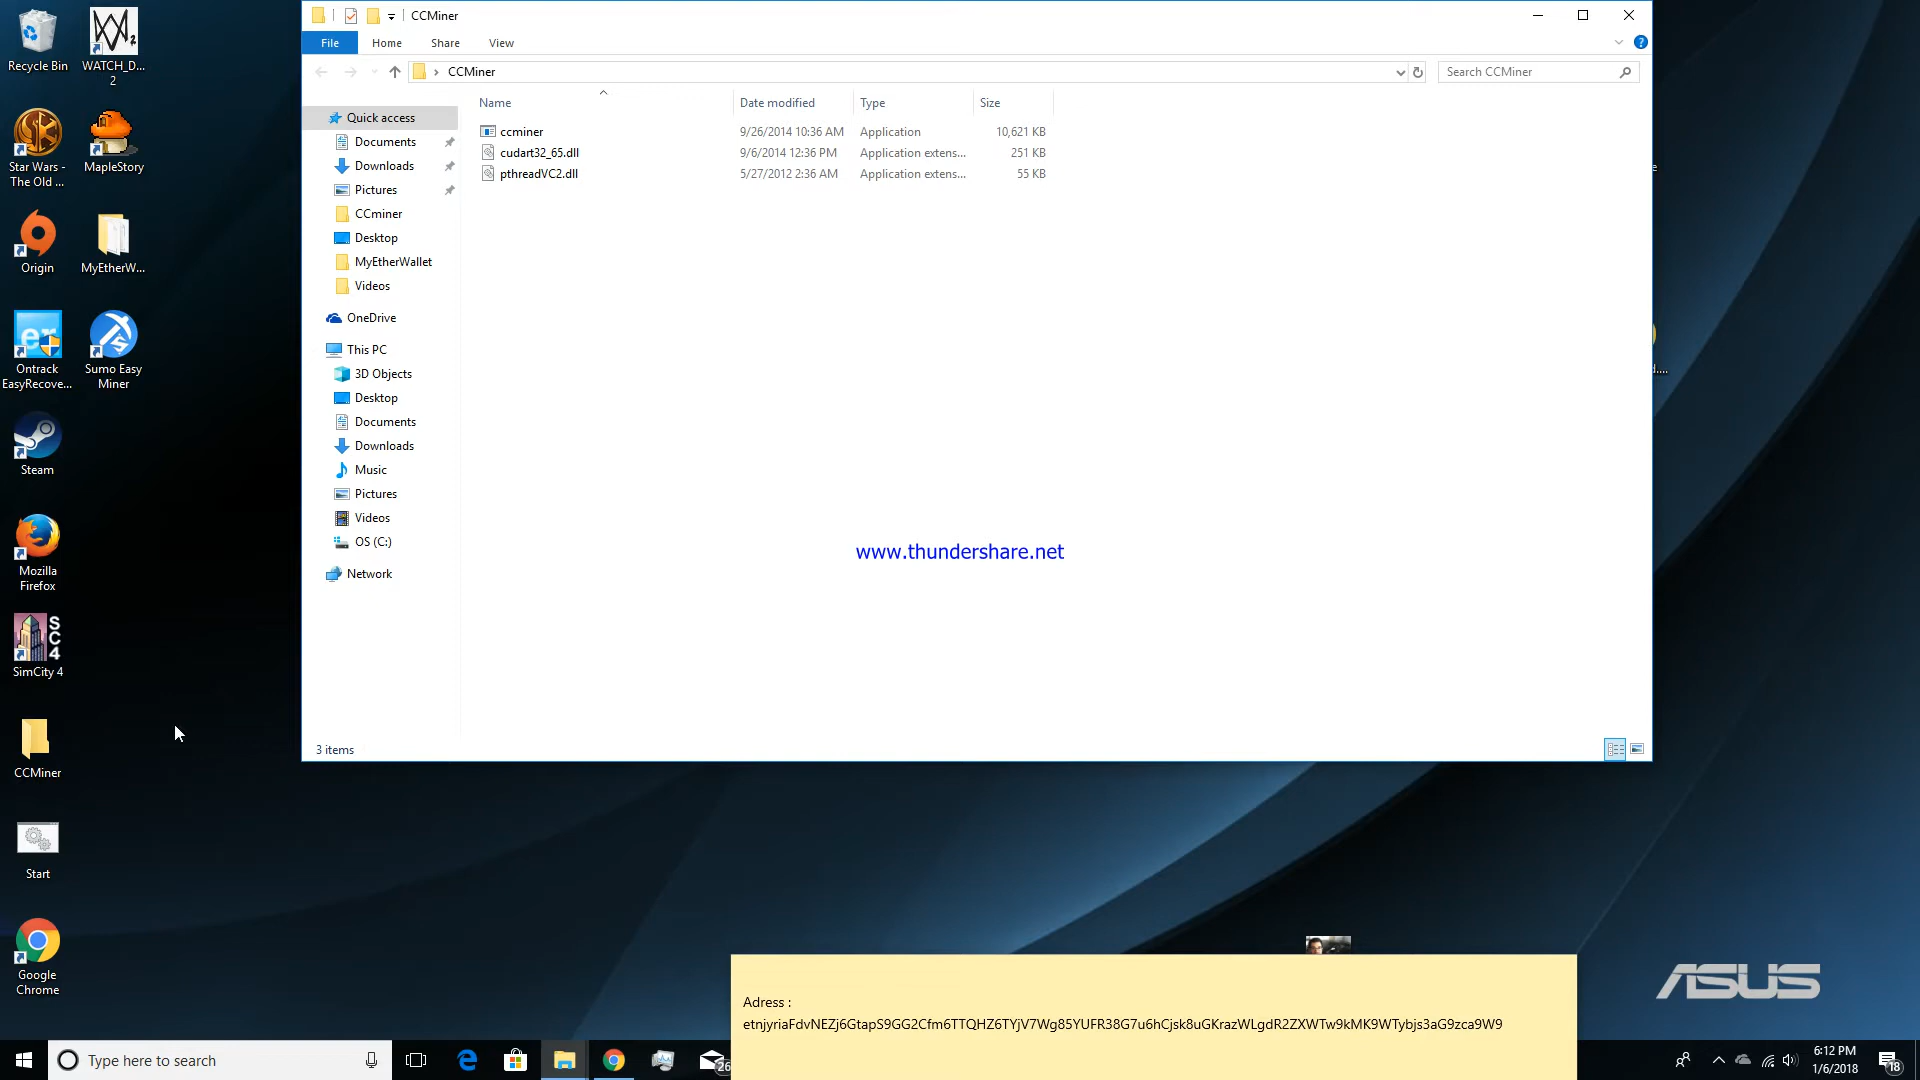 Recycle Bin
WATCH_D...
2
Star Wars -
The Old ...
MapleStory
Origin
MyEtherW...
er
Ontrack
EasyRecove...
Sumo Easy
Miner
Steam
Mozilla
Firefox
SC4
SimCity 4
CCMiner
Start
Google
Chrome
CCMiner
File
Home
Share
View
?
CCMiner
Search CCMiner
Name
Date modified
Type
Size
ccminer
9/26/2014 10:36 AM
Application
10,621 KB
cudart32_65.dll
9/6/2014 12:36 PM
Application extens...
251 KB
pthreadVC2.dll
5/27/2012 2:36 AM
Application extens...
55 KB
Quick access
Documents
Downloads
Pictures
CCminer
Desktop
MyEtherWallet
Videos
OneDrive
This PC
3D Objects
Desktop
Documents
Downloads
Music
Pictures
Videos
OS (C:)
Network
www.thundershare.net
3 items
ASUS
Adress :
etnjyriaFdvNEZj6GtapS9GG2Cfm6TTQHZ6TYjV7Wg85YUFR38G7u6hCjsk8uGKrazWLgdR2ZXWTw9kMK9WTybjs3aG9zca9W9
Type here to search
26
6:12 PM
1/6/2018
18